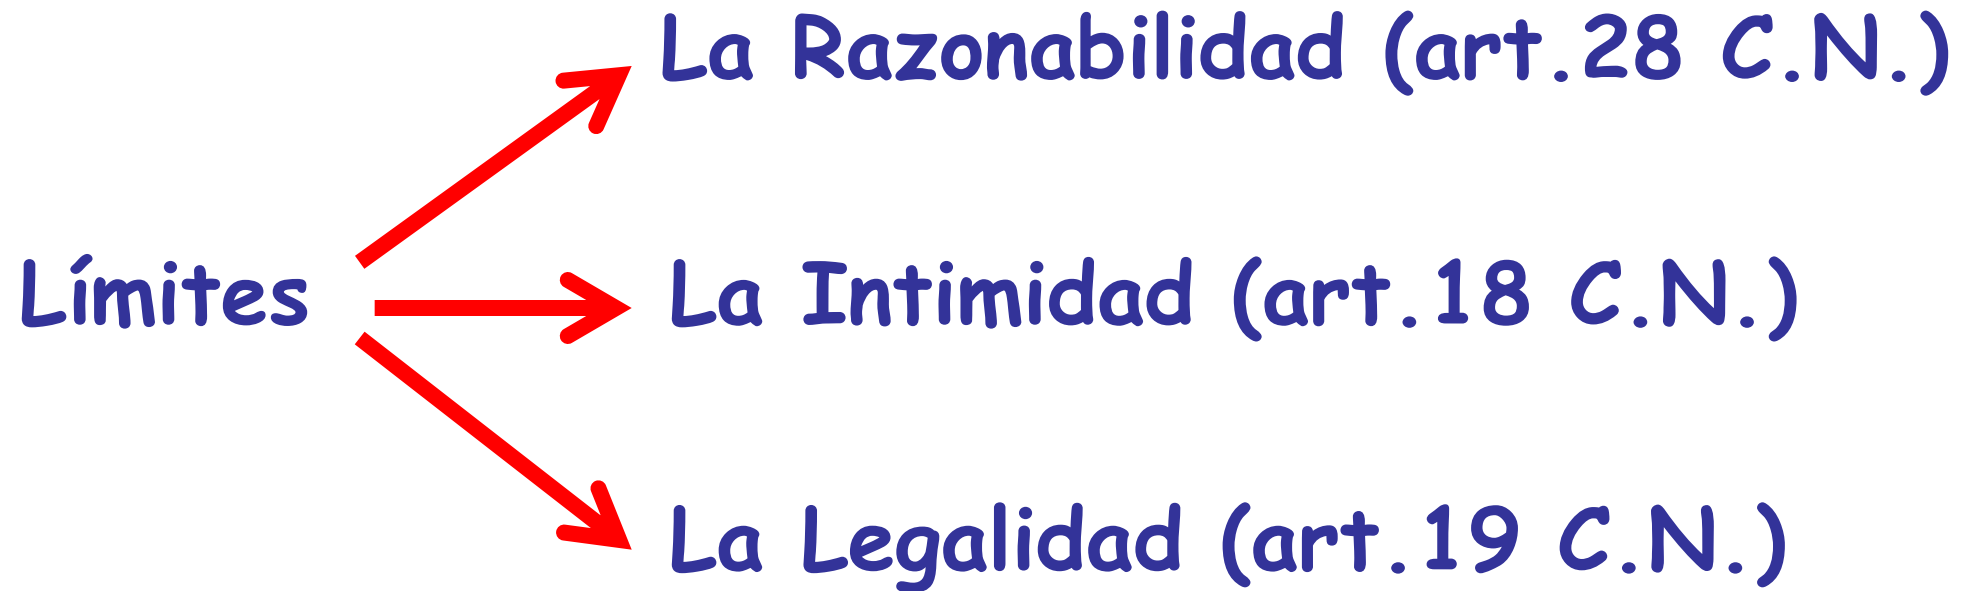 La Razonabilidad (art.28 C.N.)
Límites
La Intimidad (art.18 C.N.)
La Legalidad (art.19 C.N.)